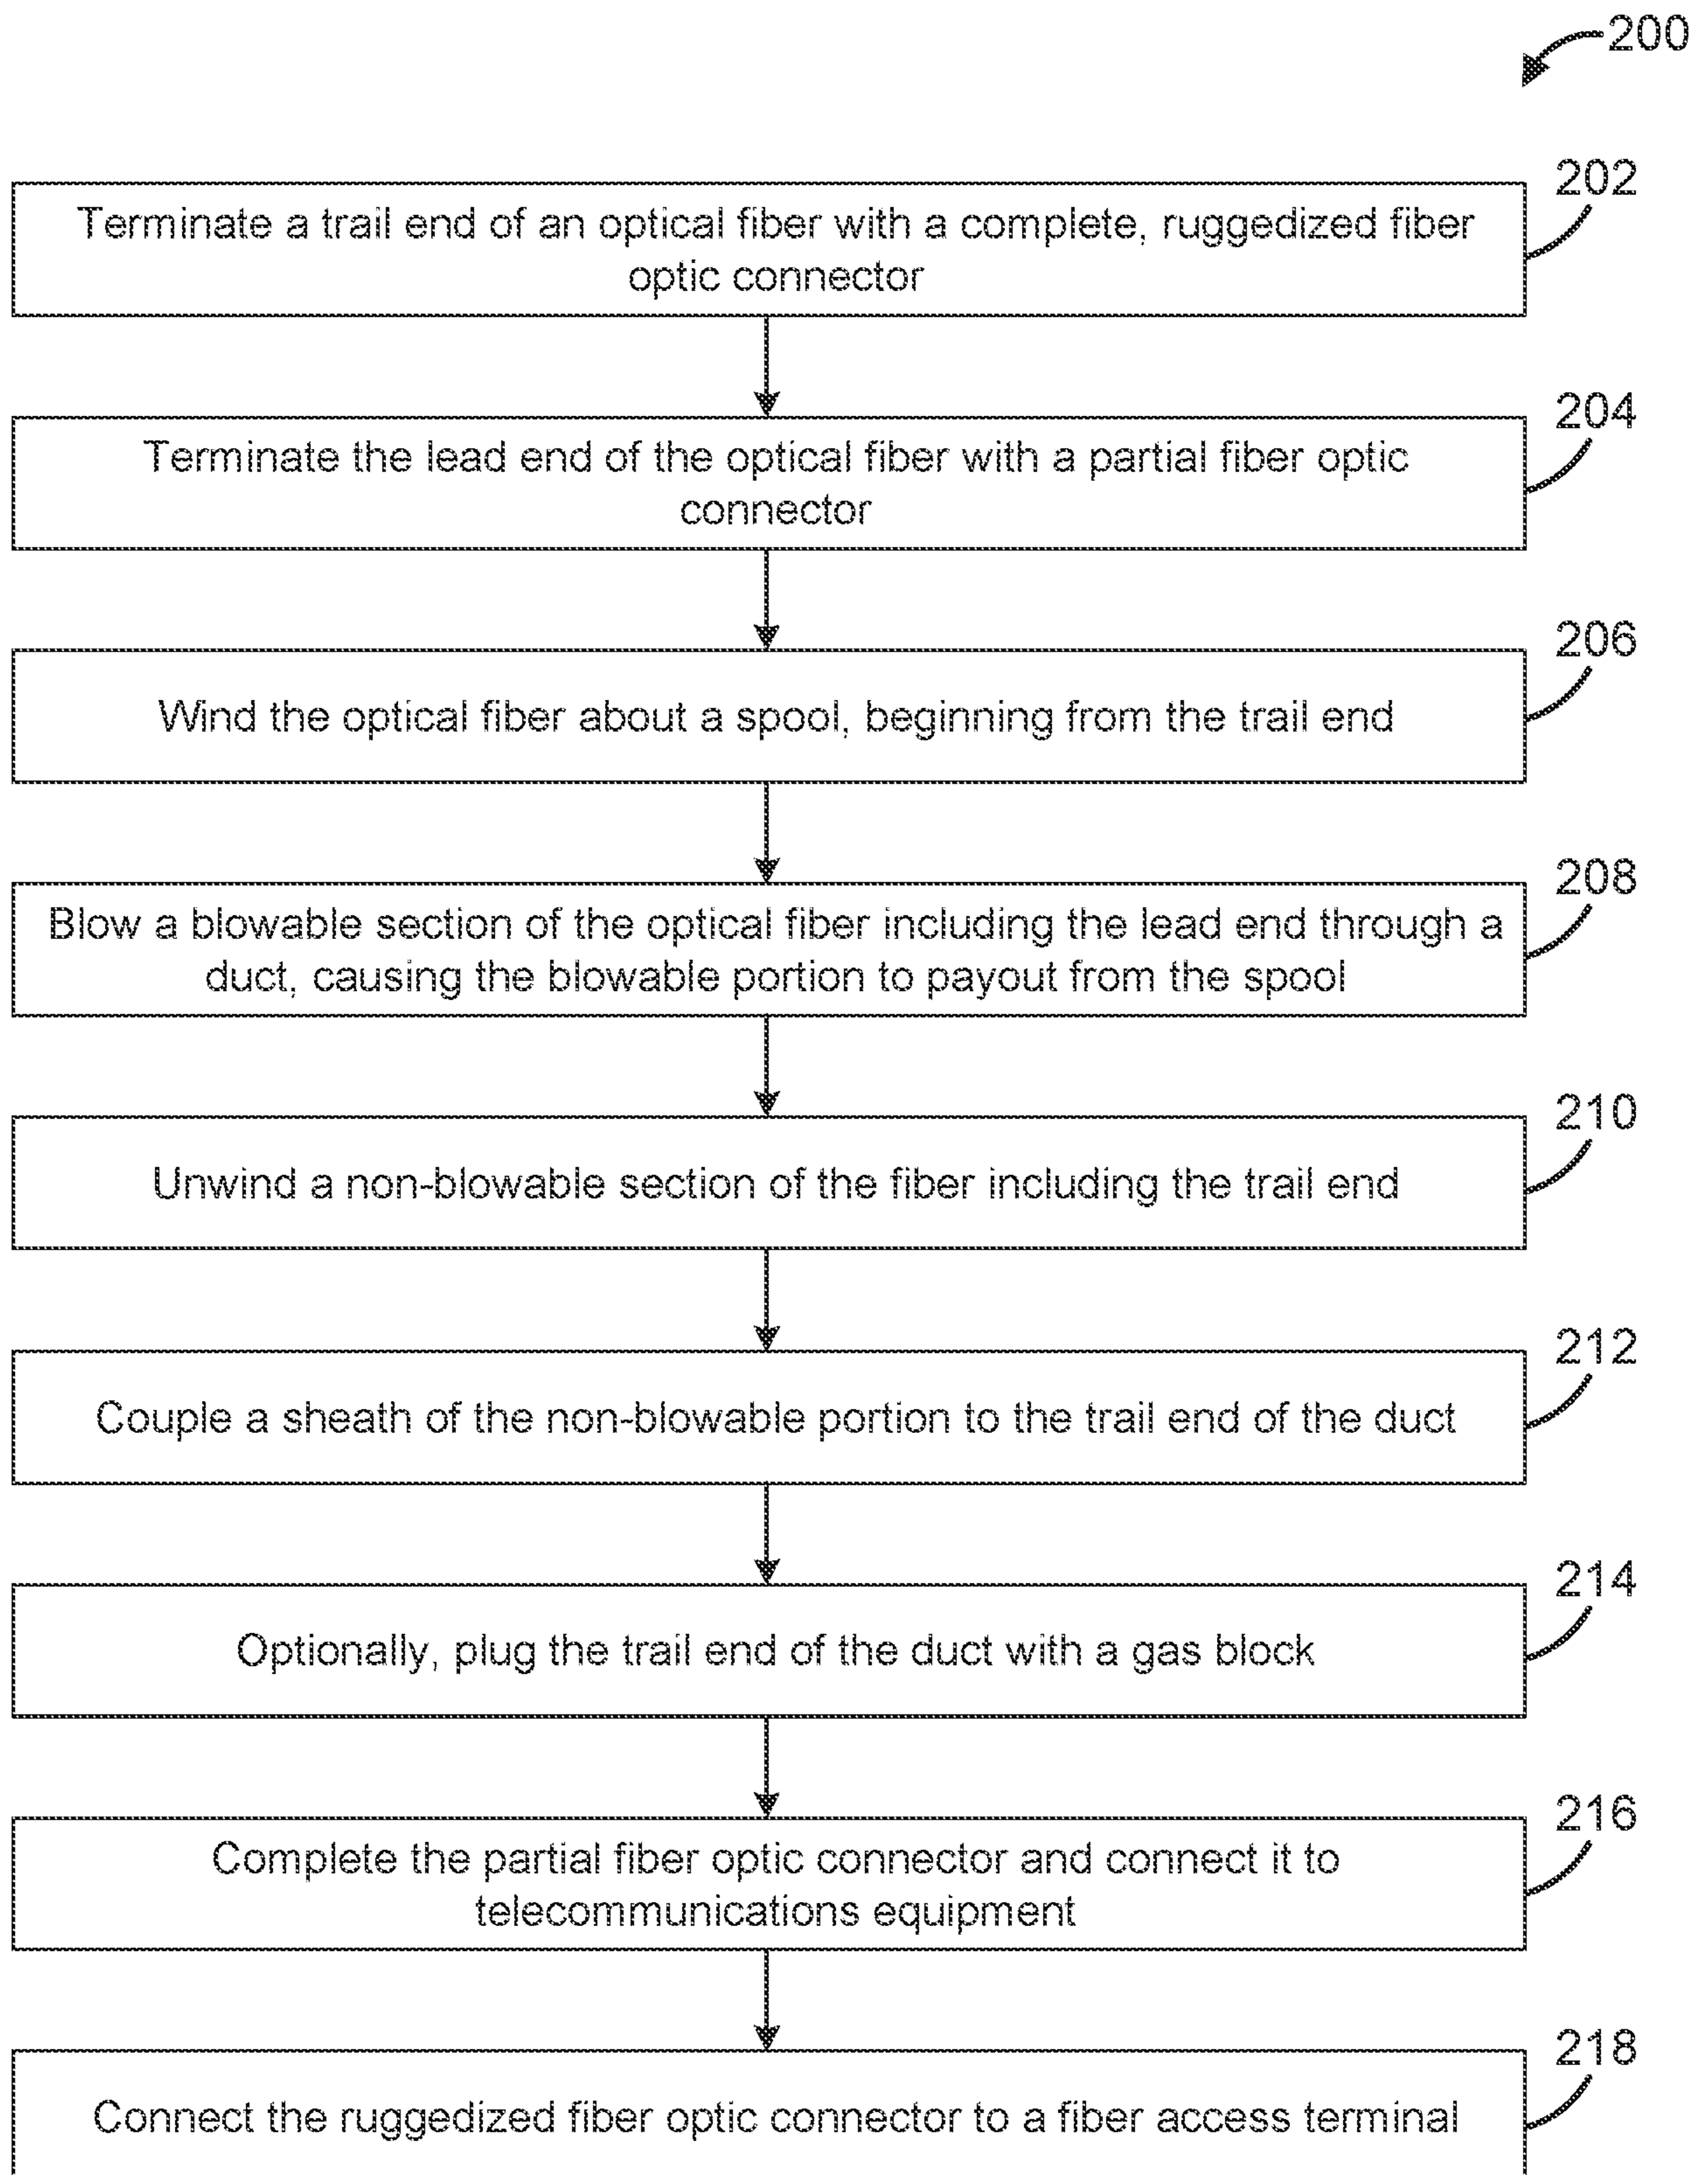 200
202
Terminate a trail end of an optical fiber with a complete, ruggedized fiber
optic connector
204
Terminate the lead end of the optical fiber with a partial fiber optic
connector
206
Wind the optical fiber about a spool, beginning from the trail end
208
Blow a blowable section of the optical fiber including the lead end through a
duct, causing the blowable portion to payout from the spool
210
Unwind a non-blowable section of the fiber including the trail end
212
Couple a sheath of the non-blowable portion to the trail end of the duct
214
Optionally, plug the trail end of the duct with a gas block
216
Complete the partial fiber optic connector and connect it to
telecommunications equipment
218
Connect the ruggedized fiber optic connector to a fiber access terminal